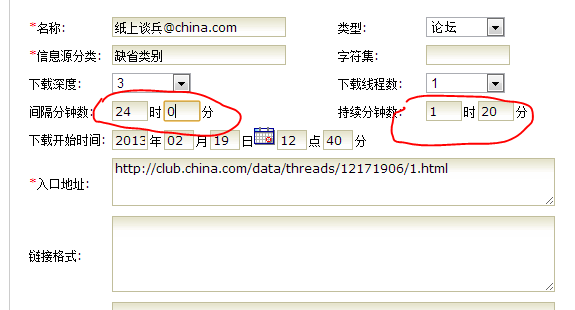 *名称: 纸上谈兵@china.com 类型: 论坛
*信息源分类: 缺省类别 字符集:
下载深度: 3 下载线程数: 1
间隔分钟数: 24 时 0 分 持续分钟数: 1 时 20 分
下载开始时间: 2013 年 02 月 19 日 12 点 40 分
*入口地址: http://club.china.com/data/threads/12171906/1.html
链接格式: